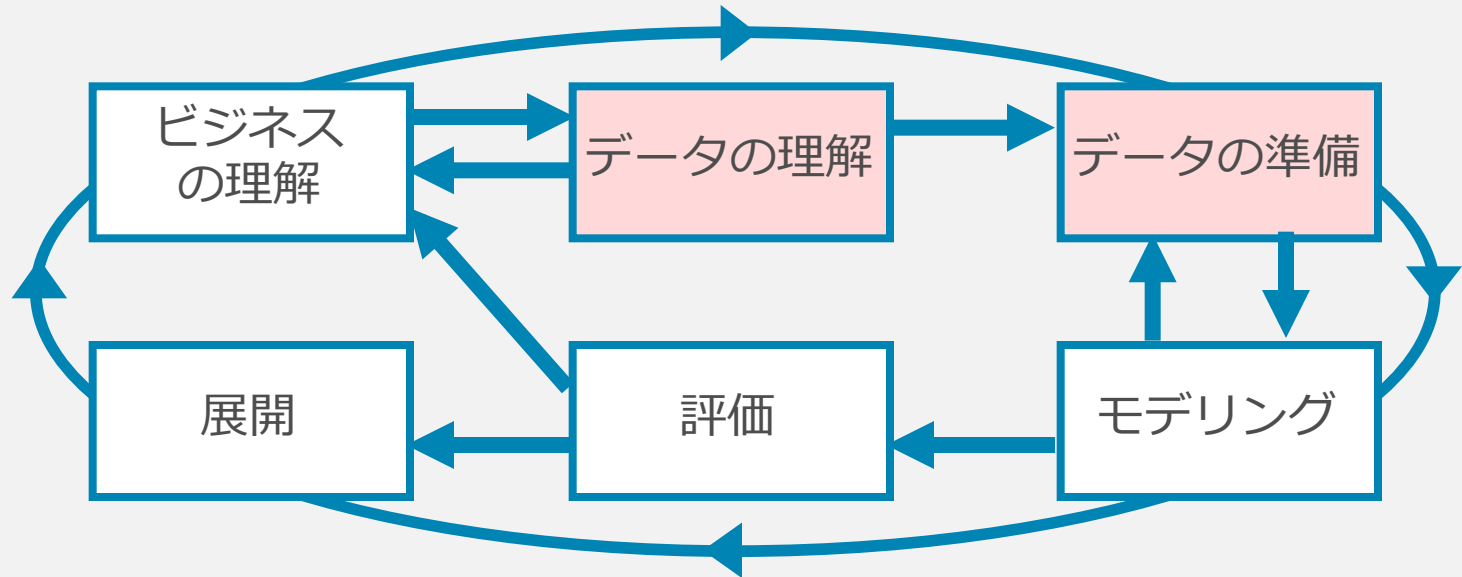 ビジネス
の理解
データの理解
データの準備
展開
評価
モデリング